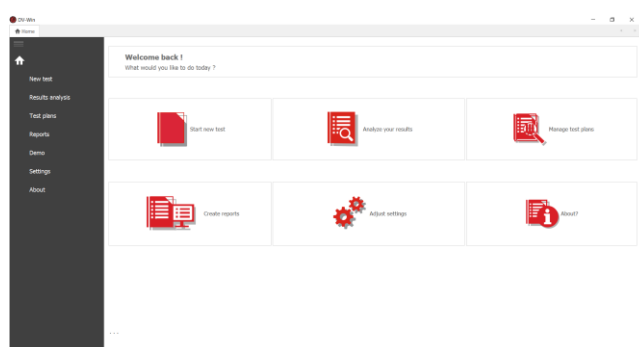 DV-Win
Home
Welcome back !
What would you like to do today ?
New test
Results analysis
Test plans
Reports
Demo
Settings
About
Start new test
Analyze your results
Manage test plans
Create reports
Adjust settings
About?
...